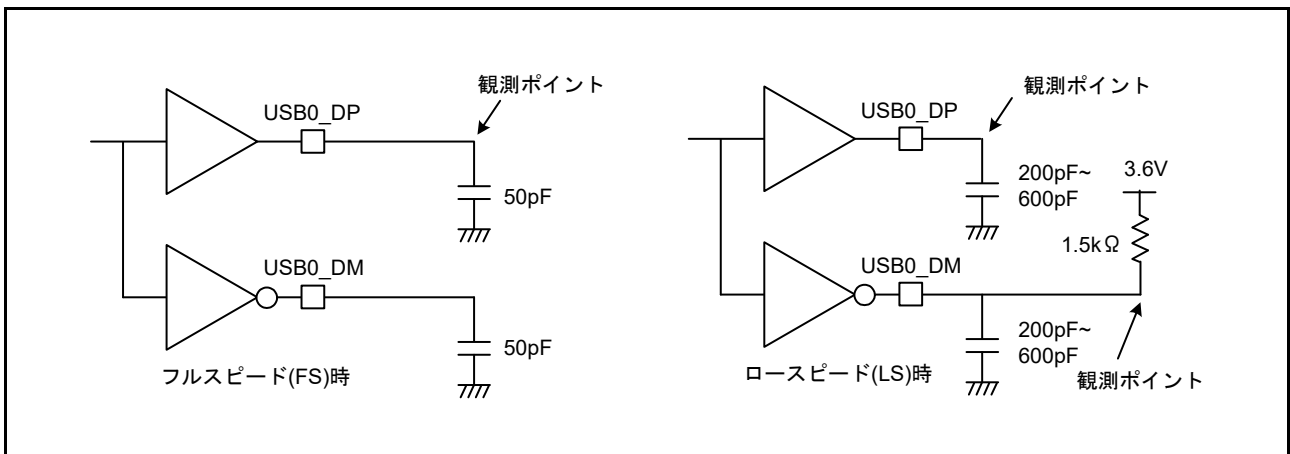 観測ポイント
USB0_DP
50pF
USB0_DM
50pF
フルスピード(FS)時
観測ポイント
USB0_DP
200pF~
600pF
3.6V
1.5kΩ
USB0_DM
200pF~
600pF
ロースピード(LS)時
観測ポイント